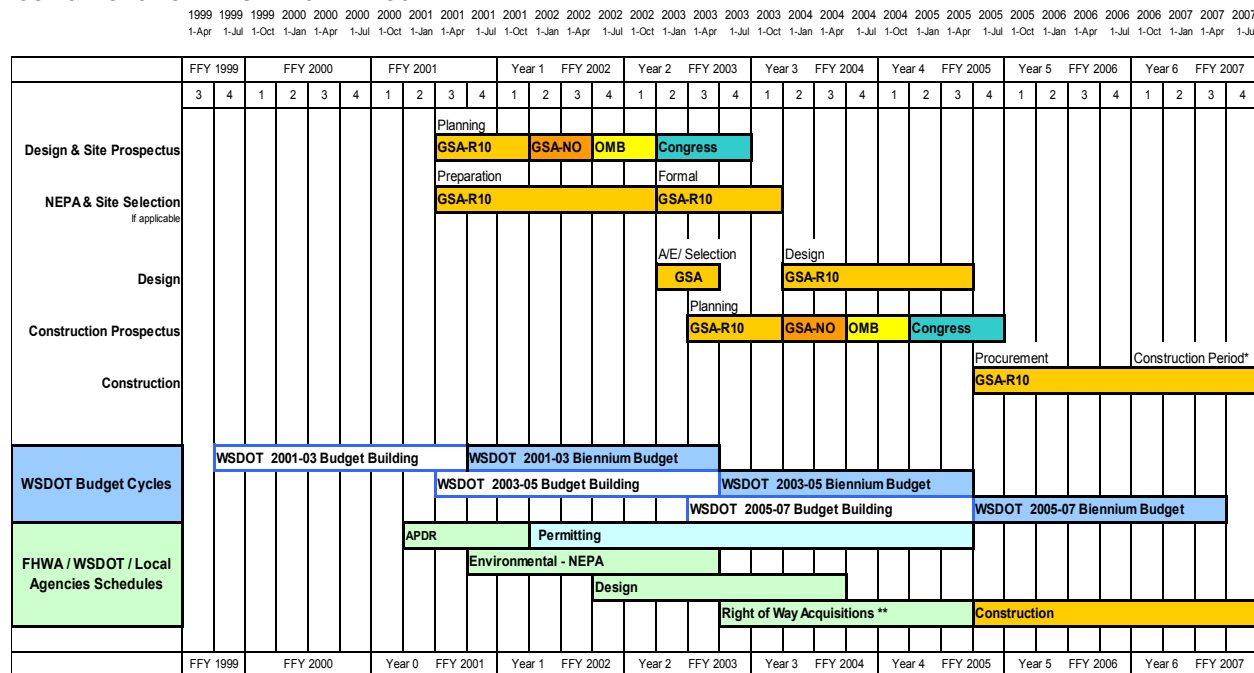 1999 1999 1999 2000 2000 2000 2000 2001 2001 2001 2001 2002 2002 2002 2002 2003 2003 2003 2003 2004 2004 2004 2004 2005 2005 2005 2005 2006 2006 2006 2006 2007 2007 2007
1-Apr 1-Jul 1-Oct 1-Jan 1-Apr 1-Jul 1-Oct 1-Jan 1-Apr 1-Jul 1-Oct 1-Jan 1-Apr 1-Jul 1-Oct 1-Jan 1-Apr 1-Jul 1-Oct 1-Jan 1-Apr 1-Jul 1-Oct 1-Jan 1-Apr 1-Jul 1-Oct 1-Jan 1-Apr 1-Jul 1-Oct 1-Jan 1-Apr
FFY 1999 FFY 2000 FFY 2001 Year 1 FFY 2002 Year 2 FFY 2003 Year 3 FFY 2004 Year 4 FFY 2005 Year 5 FFY 2006 Year 6 FFY 2007
3 4 1 2 3 4 1 2 3 4 1 2 3 4 1 2 3 4 1 2 3 4 1 2 3 4 1 2 3 4 1 2 3 4
Planning
Design & Site Prospectus GSA-R10 GSA-NO OMB Congress
Preparation Formal
NEPA & Site Selection GSA-R10 GSA-R10
If applicable
A/E/ Selection Design
Design GSA GSA-R10
Planning
Construction Prospectus GSA-R10 GSA-NO OMB Congress
Procurement Construction Period*
Construction GSA-R10
WSDOT 2001-03 Budget Building WSDOT 2001-03 Biennium Budget
WSDOT Budget Cycles WSDOT 2003-05 Budget Building WSDOT 2003-05 Biennium Budget
WSDOT 2005-07 Budget Building WSDOT 2005-07 Biennium Budget
APDR Permitting
FHWA / WSDOT / Local Environmental - NEPA
Agencies Schedules Design
Right of Way Acquisitions ** Construction
FFY 1999 FFY 2000 Year 0 FFY 2001 Year 1 FFY 2002 Year 2 FFY 2003 Year 3 FFY 2004 Year 4 FFY 2005 Year 5 FFY 2006 Year 6 FFY 2007